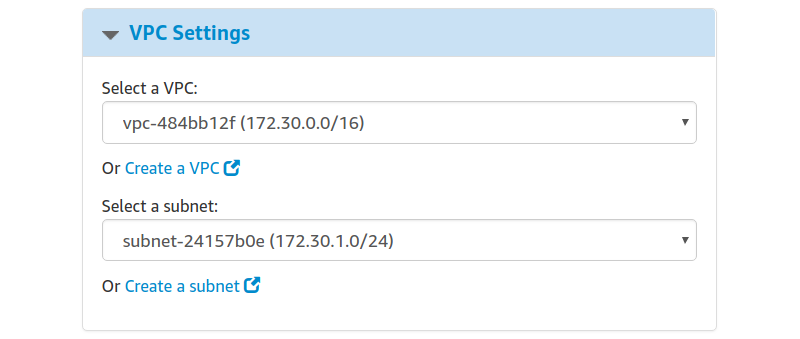 VPC Settings
Select a VPC:
vpc-484bb12f (172.30.0.0/16)
Or Create a VPC
Select a subnet:
subnet-24157b0e (172.30.1.0/24)
Or Create a subnet